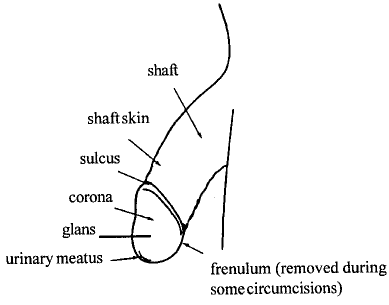 shaft
shaft skin
sulcus
corona
glans
urinary meatus
frenulum (removed during
some circumcisions)